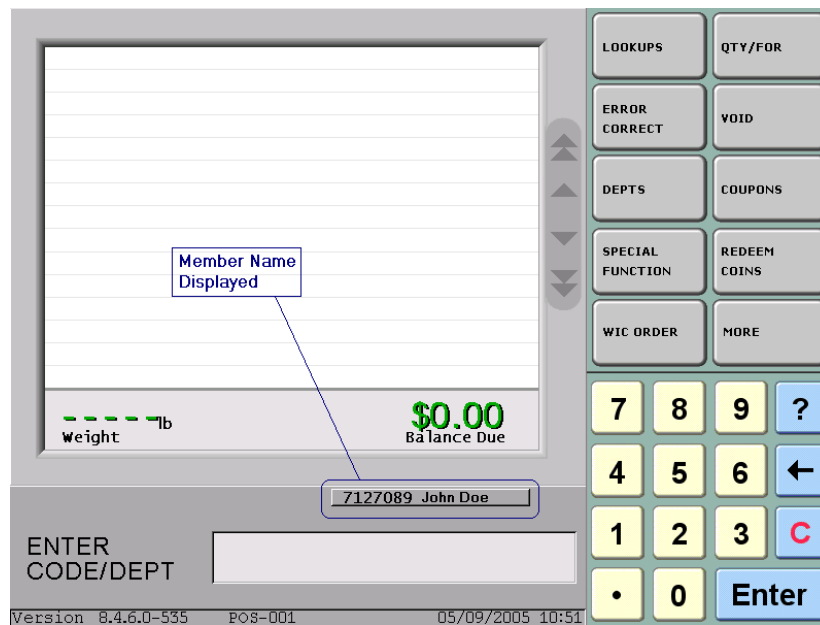 LOOKUPS
QTY/FOR
ERROR
CORRECT
VOID
DEPTS
COUPONS
Member Name
Displayed
SPECIAL
FUNCTION
REDEEM
COINS
WIC ORDER
MORE
-----lb
Weight
$0.00
Balance Due
7 8 9 ?
4 5 6 ←
7127089 John Doe
1 2 3 C
ENTER
CODE/DEPT
. 0 Enter
Version 8.4.6.0-535 POS-001 05/09/2005 10:51